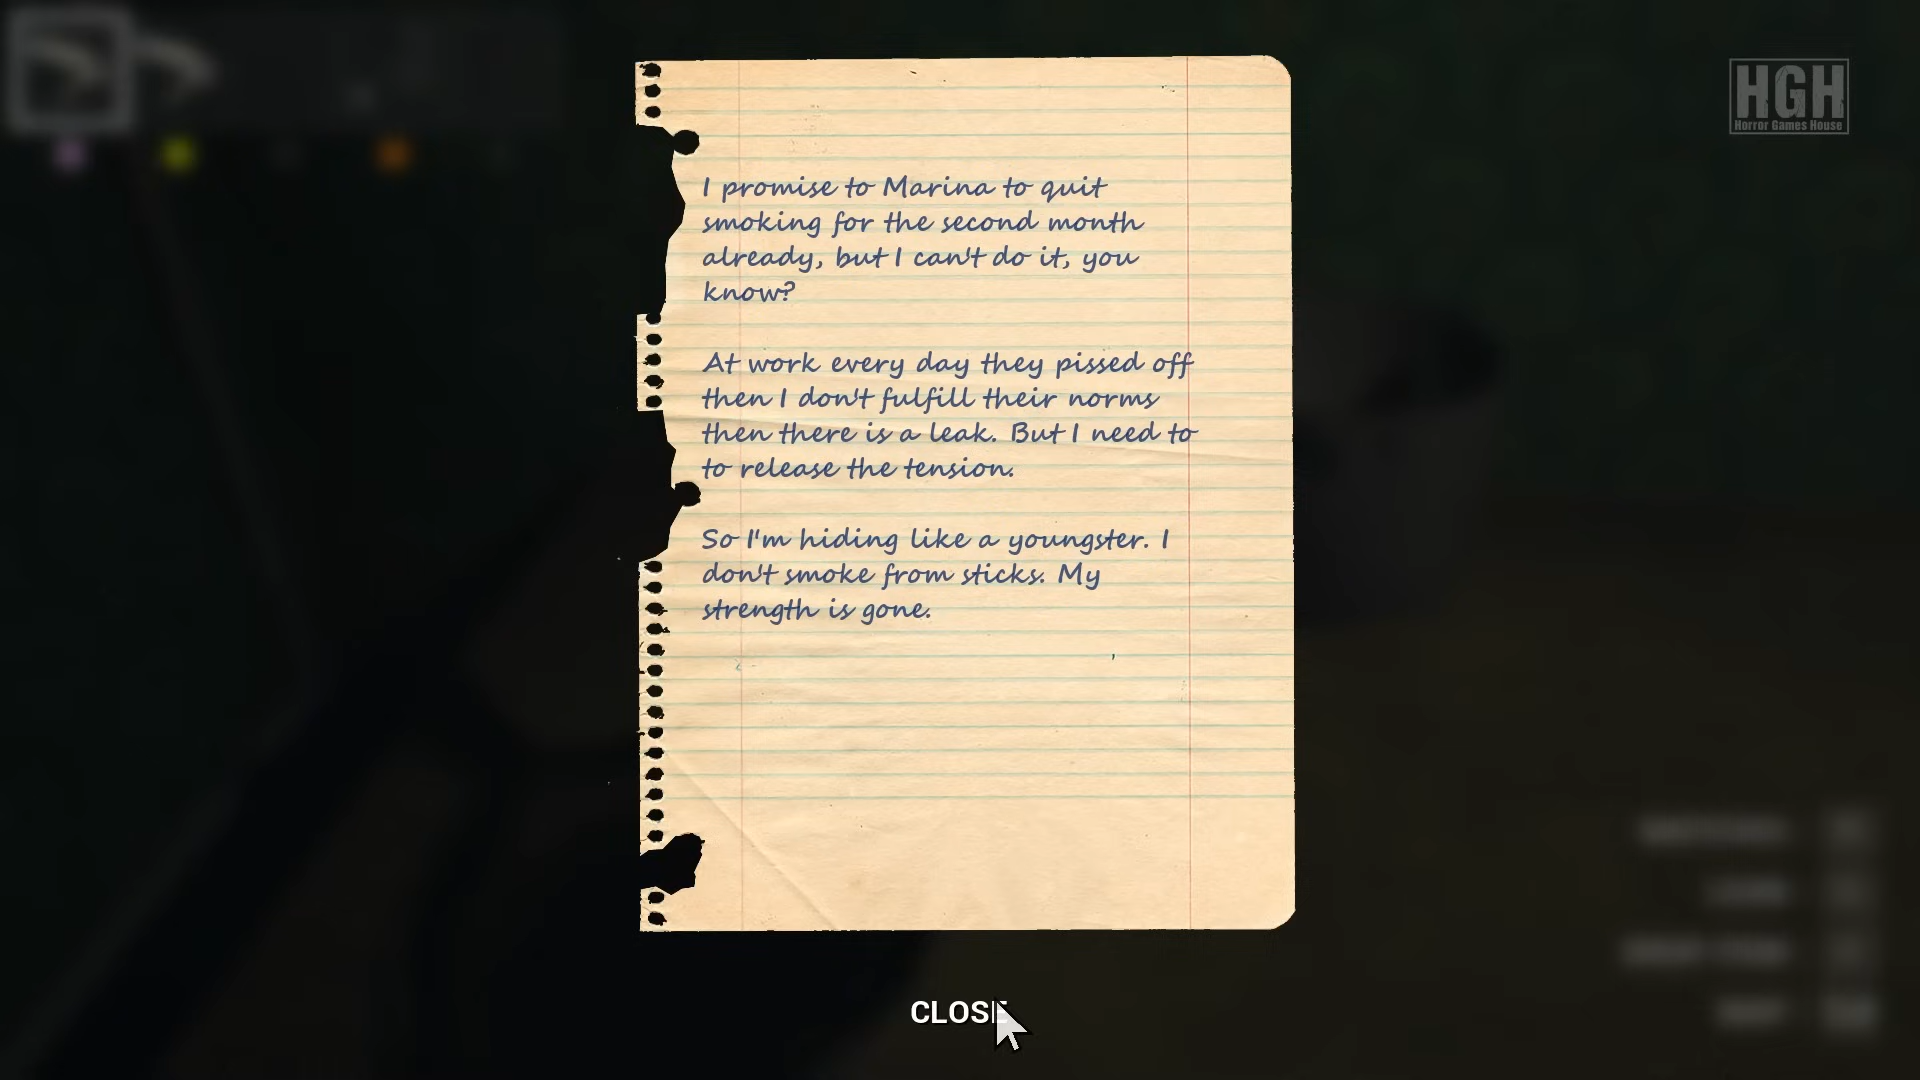 HGH
Horror Games House
I promise to Marina to quit
smoking for the second month
already, but I can't do it, you
know?
At work every day they pissed off
then I don't fulfill their norms
then there is a leak. But I need to
to release the tension.
So I'm hiding like a youngster. I
don't smoke from sticks. My
strength is gone.
CLOSE